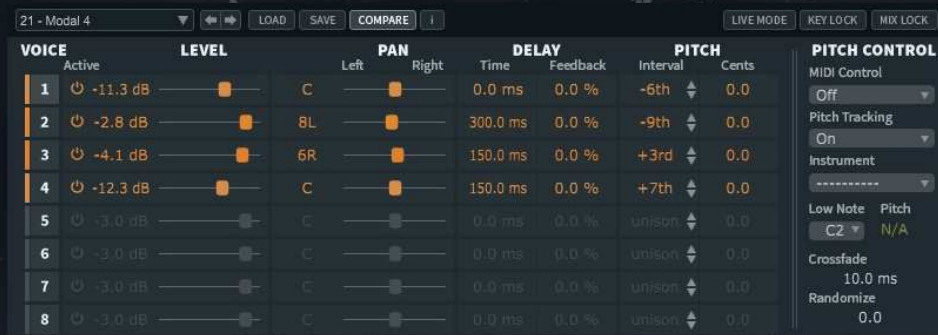 21 - Modal 4 LOAD SAVE COMPARE i LIVE MODE KEY LOCK MIX LOCK
VOICE LEVEL PAN DELAY PITCH PITCH CONTROL
Active Left Right Time Feedback Interval Cents
MIDI Control
1 -11.3 dB C 0.0 ms 0.0 % -6th 0.0
Off
2 -2.8 dB 8L 300.0 ms 0.0 % -9th 0.0
Pitch Tracking
On
3 -4.1 dB 6R 150.0 ms 0.0 % +3rd 0.0
Instrument
4 -12.3 dB C 150.0 ms 0.0 % +7th 0.0
----------
Low Note Pitch
5 -3.0 dB C 0.0 ms 0.0 % unison 0.0
C2 N/A
6 -3.0 dB C 0.0 ms 0.0 % unison 0.0
Crossfade
10.0 ms
7 -3.0 dB C 0.0 ms 0.0 % unison 0.0
Randomize
8 -3.0 dB C 0.0 ms 0.0 % unison 0.0
0.0